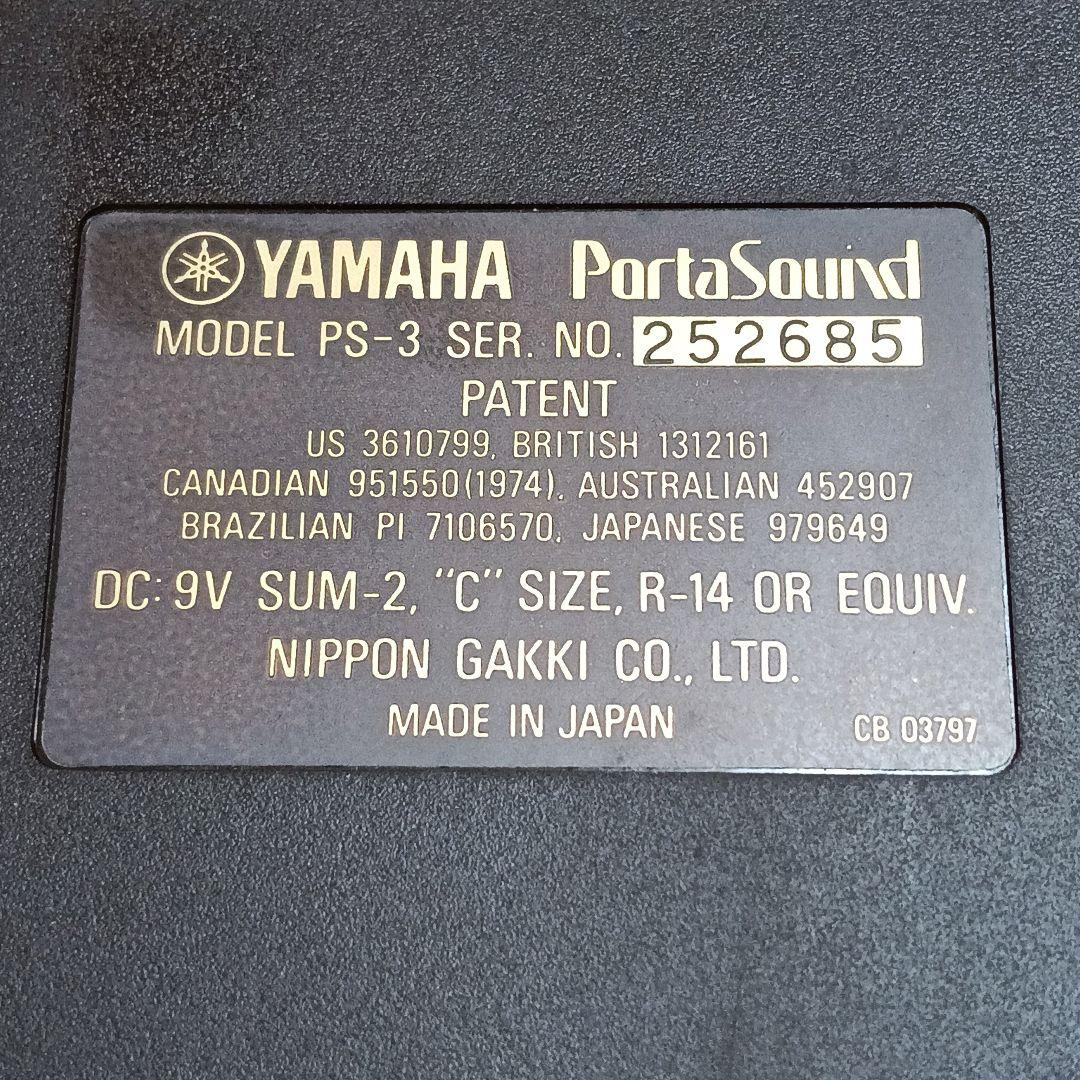 YAMAHA PortaSound
MODEL PS-3 SER. NO. 252685
PATENT
US 3610799, BRITISH 1312161
CANADIAN 951550(1974), AUSTRALIAN 452907
BRAZILIAN PI 7106570, JAPANESE 979649
DC: 9V SUM-2, "C" SIZE, R-14 OR EQUIV.
NIPPON GAKKI CO., LTD.
MADE IN JAPAN CB 03797